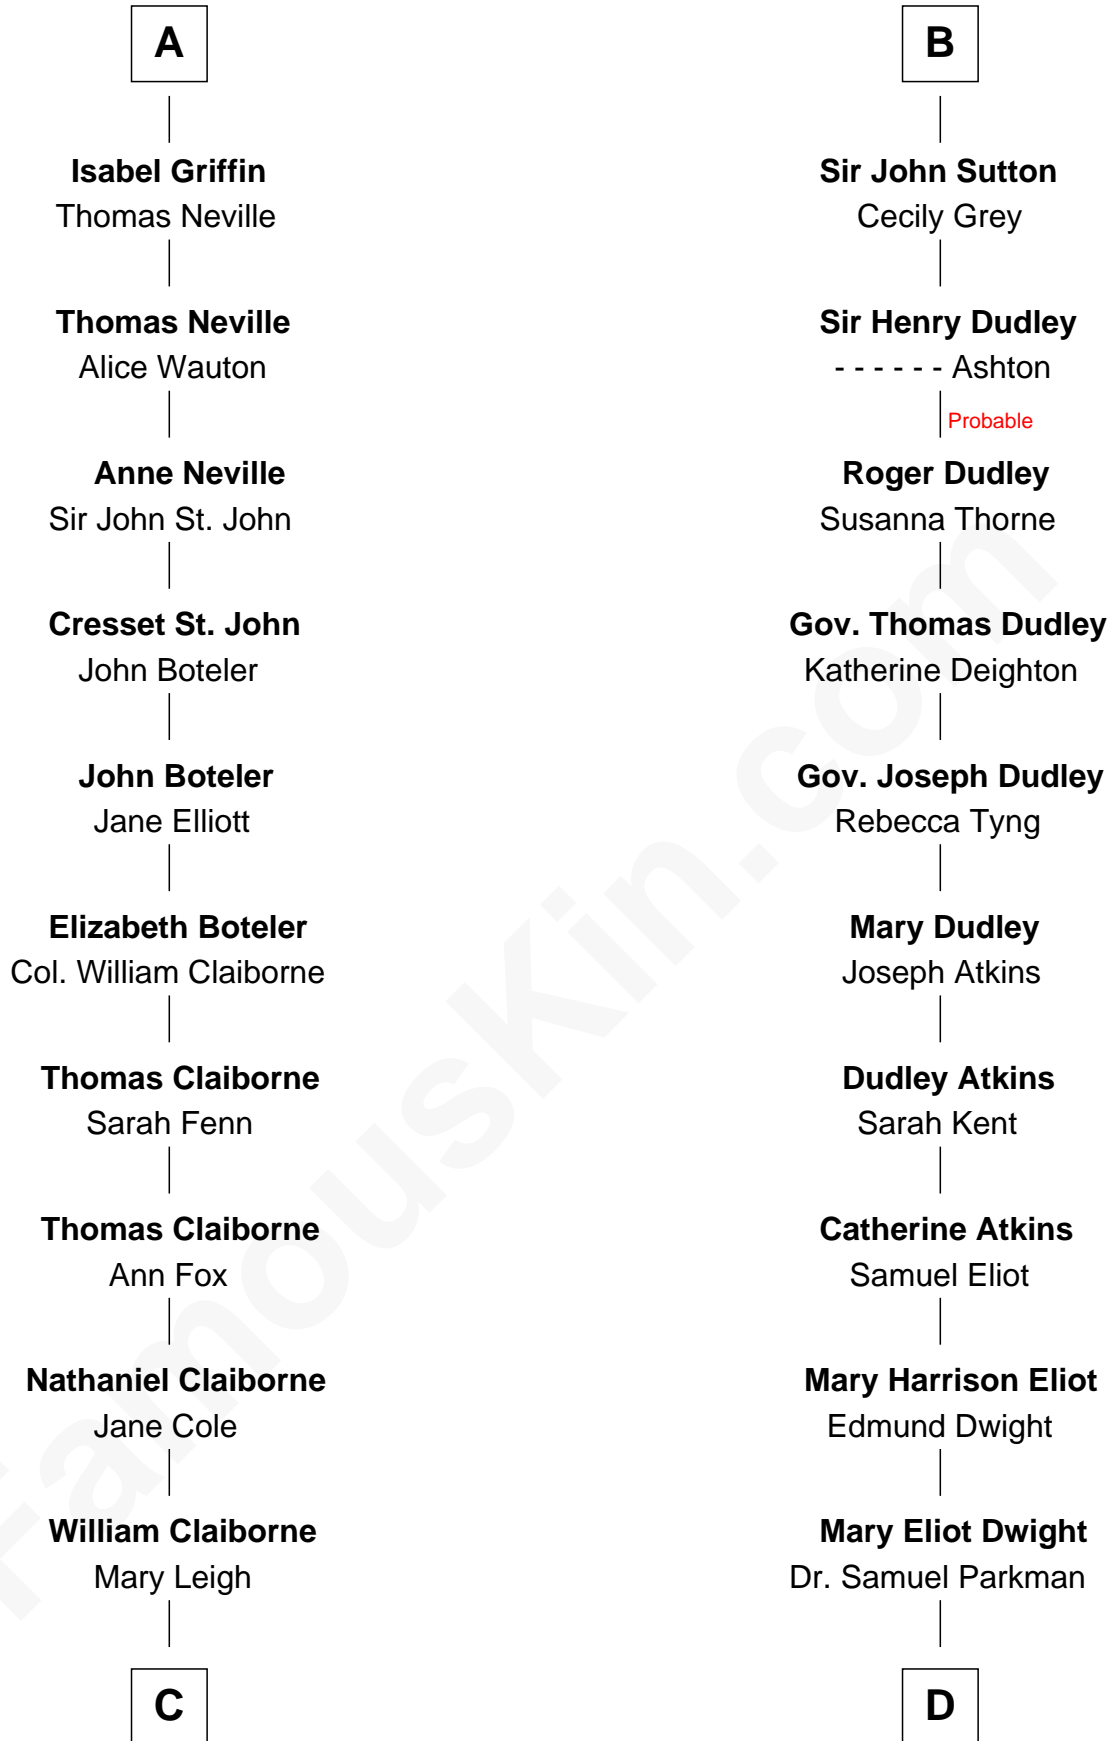 A
Isabel Griffin
Thomas Neville
Thomas Neville
Alice Wauton
Anne Neville
Sir John St. John
Cresset St. John
John Boteler
John Boteler
Jane Elliott
Elizabeth Boteler
Col. William Claiborne
Thomas Claiborne
Sarah Fenn
Thomas Claiborne
Ann Fox
Nathaniel Claiborne
Jane Cole
William Claiborne
Mary Leigh
C
B
Sir John Sutton
Cecily Grey
Sir Henry Dudley
- - - - - - Ashton
Probable
Roger Dudley
Susanna Thorne
Gov. Thomas Dudley
Katherine Deighton
Gov. Joseph Dudley
Rebecca Tyng
Mary Dudley
Joseph Atkins
Dudley Atkins
Sarah Kent
Catherine Atkins
Samuel Eliot
Mary Harrison Eliot
Edmund Dwight
Mary Eliot Dwight
Dr. Samuel Parkman
D
FamousKin.com